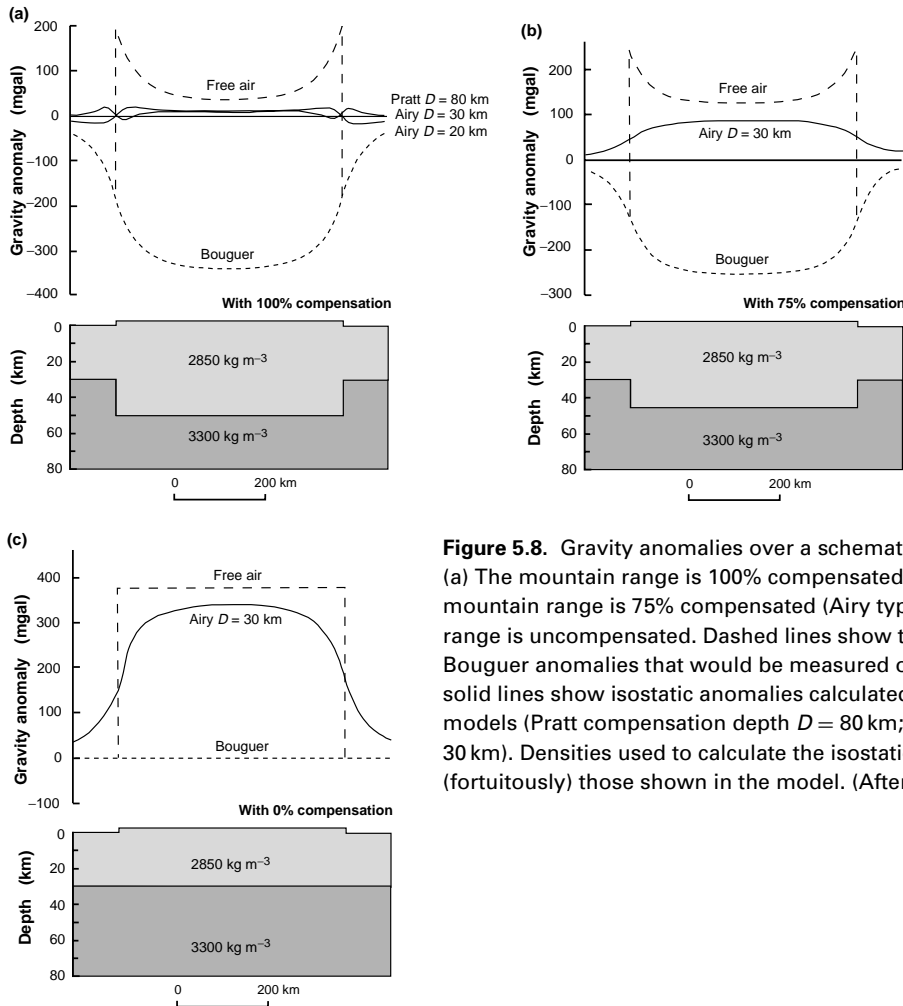 (a)
200
100
0
−100
−200
−300
−400
Gravity anomaly (mgal)
Free air
Pratt D = 80 km
Airy D = 30 km
Airy D = 20 km
Bouguer
With 100% compensation
0
20
40
60
80
Depth (km)
2850 kg m−3
3300 kg m−3
0 200 km
(b)
300
200
100
0
−100
−200
−300
Gravity anomaly (mgal)
Free air
Airy D = 30 km
Bouguer
With 75% compensation
0
20
40
60
80
Depth (km)
2850 kg m−3
3300 kg m−3
0 200 km
(c)
400
300
200
100
0
−100
Gravity anomaly (mgal)
Free air
Airy D = 30 km
Bouguer
With 0% compensation
0
20
40
60
80
Depth (km)
2850 kg m−3
3300 kg m−3
0 200 km
Figure 5.8. Gravity anomalies over a schemat
(a) The mountain range is 100% compensated
mountain range is 75% compensated (Airy typ
range is uncompensated. Dashed lines show t
Bouguer anomalies that would be measured o
solid lines show isostatic anomalies calculated
models (Pratt compensation depth D = 80 km;
30 km). Densities used to calculate the isostati
(fortuitously) those shown in the model. (After